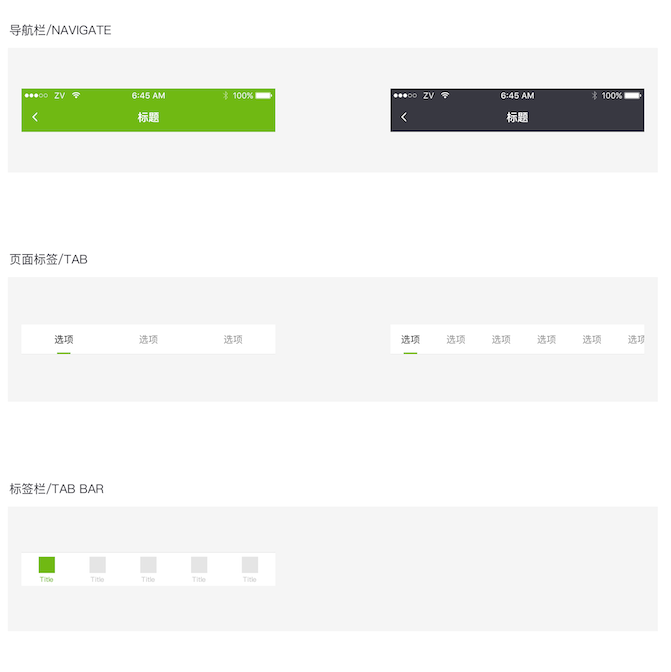 导航栏/NAVIGATE
ZV 6:45 AM 100%
标题
ZV 6:45 AM 100%
标题
页面标签/TAB
选项 选项 选项
选项 选项 选项 选项 选项 选项
标签栏/TAB BAR
Title Title Title Title Title